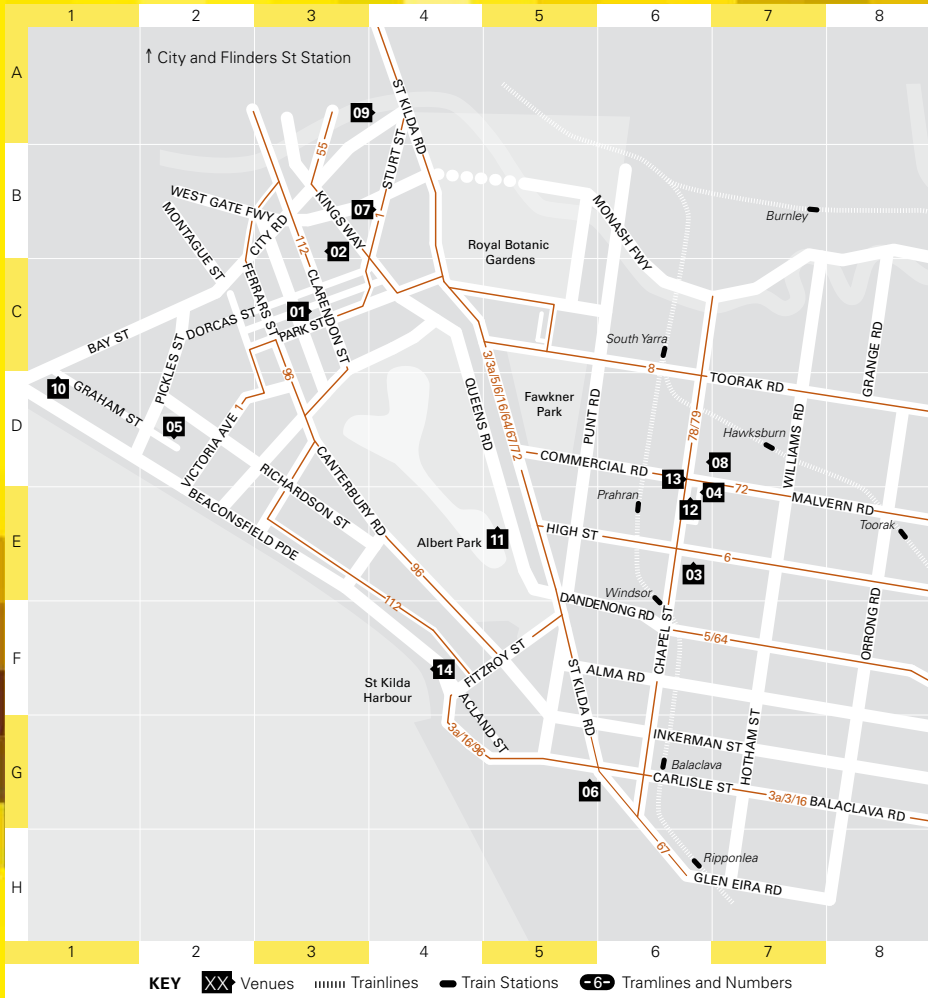 1 2 3 4 5 6 7 8
A
↑ City and Flinders St Station
ST KILDA RD
09
55
STURT ST
B
WEST GATE FWY
MONTAGUE ST
CITY RD
KINGS WAY
07
1
112
02
MONASH FWY
Burnley
Royal Botanic
Gardens
C
FERRARS ST
CLARENDON ST
01
DORCAS ST
PARK ST
BAY ST
PICKLES ST
South Yarra
GRANGE RD
3/3a/5/6/16/64/67/72
8
TOORAK RD
96
D
10
GRAHAM ST
05
VICTORIA AVE
1
QUEENS RD
Fawkner
Park
PUNT RD
78/79
WILLIAMS RD
Hawksburn
COMMERCIAL RD
08
13
04
72
MALVERN RD
CANTERBURY RD
RICHARDSON ST
BEACONSFIELD PDE
E
Prahran
12
Toorak
Albert Park
11
HIGH ST
6
03
96
112
Windsor
DANDENONG RD
CHAPEL ST
ORRONG RD
5/64
F
14
FITZROY ST
ALMA RD
St Kilda
Harbour
ST KILDA RD
ACLAND ST
3a/16/96
HOTHAM ST
INKERMAN ST
G
Balaclava
CARLISLE ST
06
3a/3/16
BALACLAVA RD
67
Ripponlea
H
GLEN EIRA RD
A
B
C
D
E
F
G
H
1 2 3 4 5 6 7 8
KEY XX Venues Trainlines Train Stations -6- Tramlines and Numbers